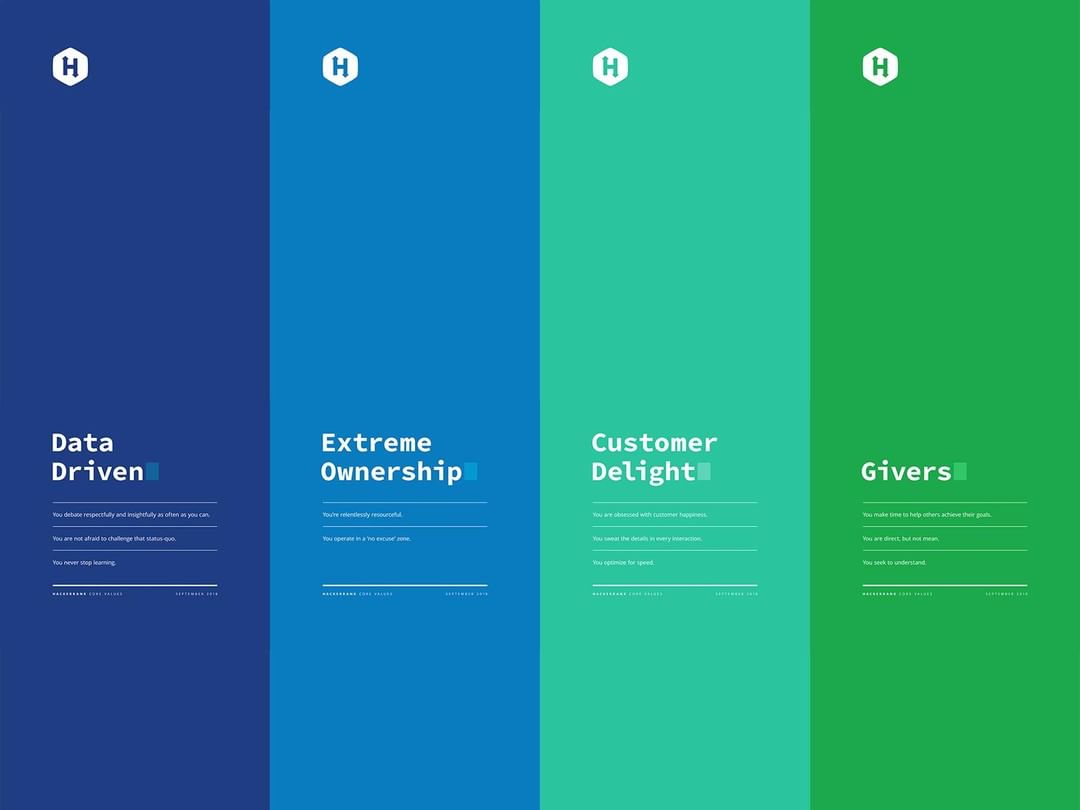 H
Data
Driven
You debate respectfully and insightfully as often as you can.
You are not afraid to challenge that status-quo.
You never stop learning.
HACKERRANK CORE VALUES SEPTEMBER 2018
H
Extreme
Ownership
You're relentlessly resourceful.
You operate in a 'no excuse' zone.
HACKERRANK CORE VALUES SEPTEMBER 2018
H
Customer
Delight
You are obsessed with customer happiness.
You sweat the details in every interaction.
You optimize for speed.
HACKERRANK CORE VALUES SEPTEMBER 2018
H
Givers
You make time to help others achieve their goals.
You are direct, but not mean.
You seek to understand.
HACKERRANK CORE VALUES SEPTEMBER 2018